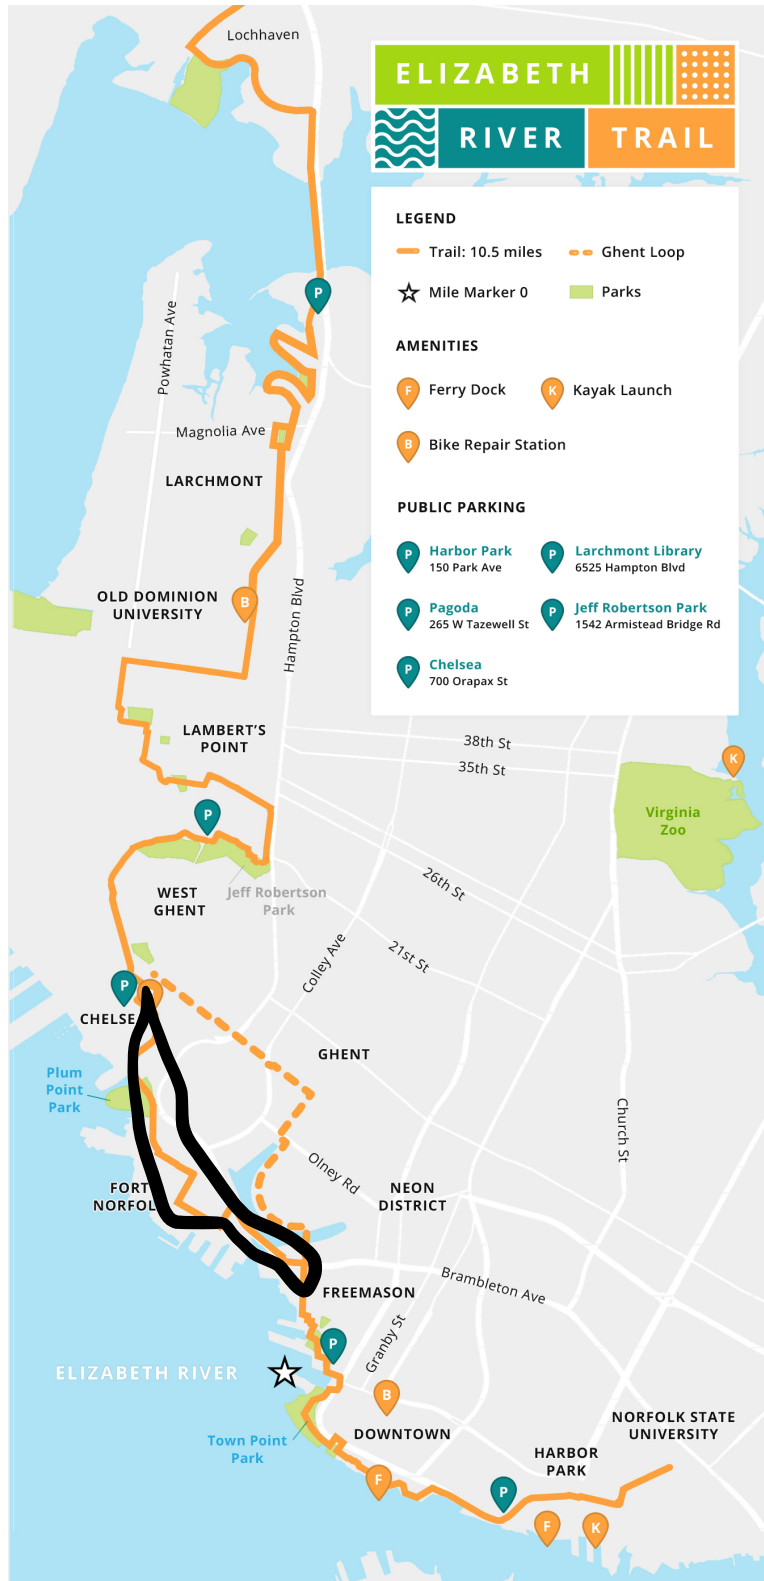 Lochhaven
ELIZABETH
RIVER TRAIL
LEGEND
Trail: 10.5 miles
Ghent Loop
Mile Marker 0
Parks
AMENITIES
F Ferry Dock
K Kayak Launch
B Bike Repair Station
PUBLIC PARKING
P Harbor Park
150 Park Ave
P Larchmont Library
6525 Hampton Blvd
P Pagoda
265 W Tazewell St
P Jeff Robertson Park
1542 Armistead Bridge Rd
P Chelsea
700 Orapax St
P
Powhatan Ave
Magnolia Ave
LARCHMONT
OLD DOMINION
UNIVERSITY
B
Hampton Blvd
LAMBERT'S
POINT
38th St
35th St
K
Virginia
Zoo
P
WEST
GHENT
Jeff Robertson
Park
26th St
21st St
Colley Ave
P
CHELSE
GHENT
Plum
Point
Park
Church St
Olney Rd
FORT
NORFOL
NEON
DISTRICT
Brambleton Ave
FREEMASON
Granby St
P
ELIZABETH RIVER
B
DOWNTOWN
Town Point
Park
NORFOLK STATE
UNIVERSITY
HARBOR
PARK
F
P
F
K